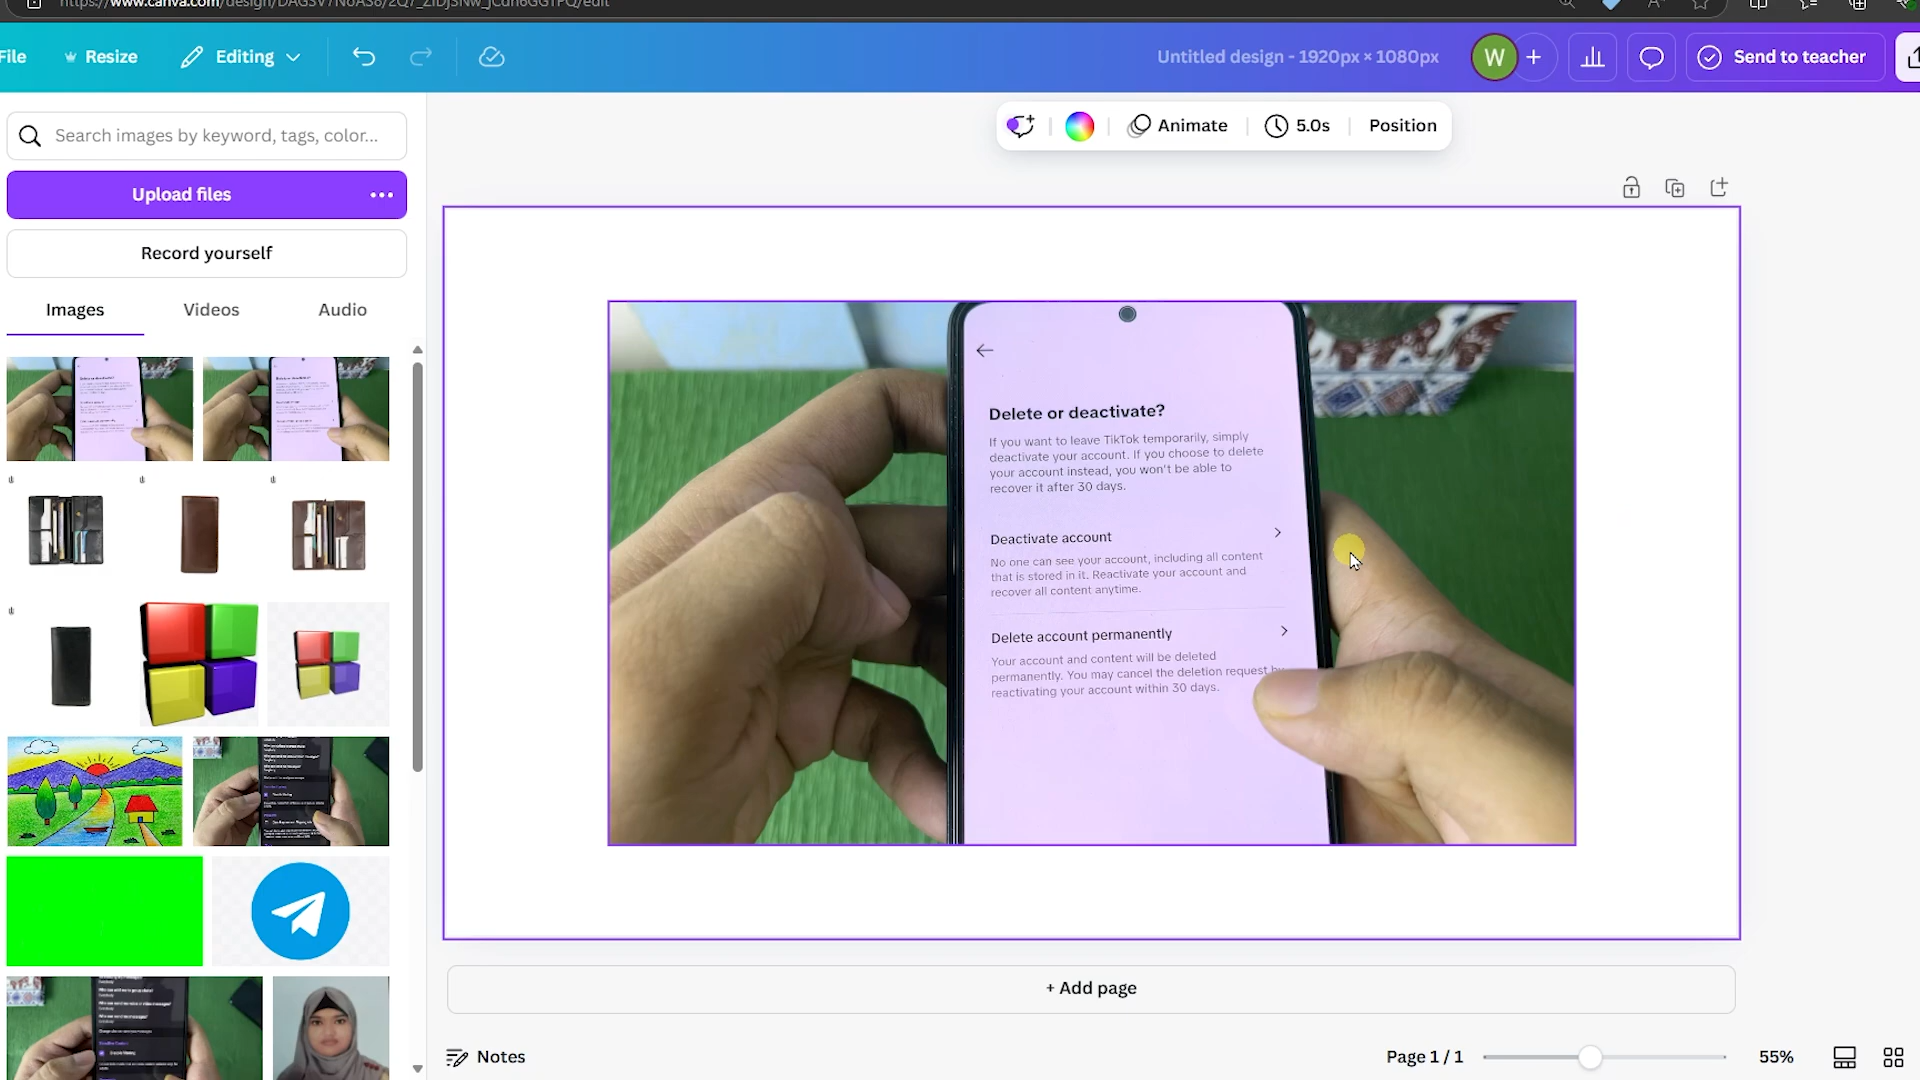 www.canva.com
File
Resize
Editing
Untitled design - 1920px × 1080px
W
Send to teacher
Search images by keyword, tags, color...
Upload files
Record yourself
Images
Videos
Audio
Animate
5.0s
Position
Delete or deactivate?
If you want to leave TikTok temporarily, simply
deactivate your account. If you choose to delete
your account instead, you won't be able to
recover it after 30 days.
Deactivate account
No one can see your account, including all content
that is stored in it. Reactivate your account and
recover all content anytime.
Delete account permanently
Your account and content will be deleted
permanently. You may cancel the deletion request by
reactivating your account within 30 days.
+ Add page
Notes
Page 1 / 1
55%